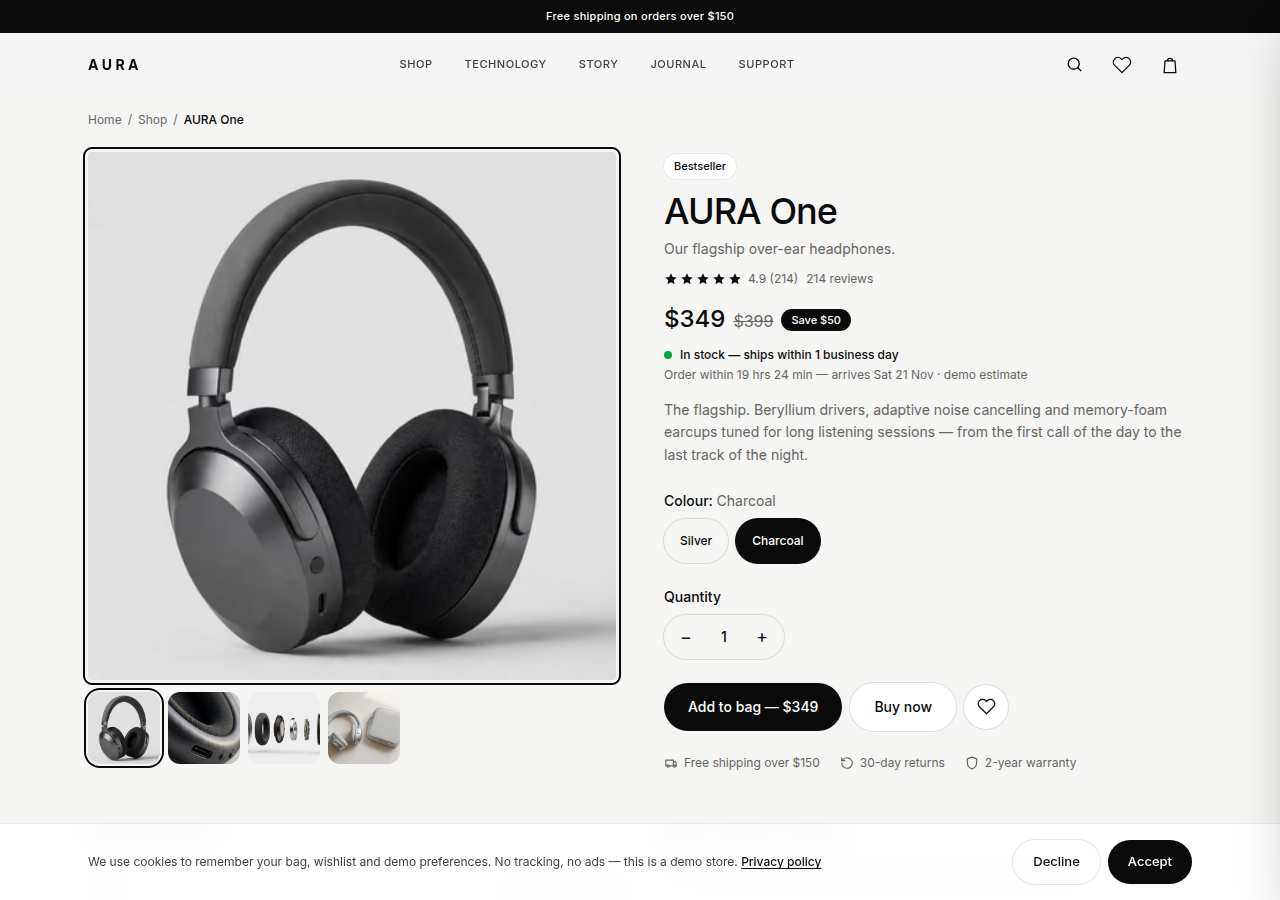 Free shipping on orders over $150
AURA
SHOP TECHNOLOGY STORY JOURNAL SUPPORT
Home / Shop / AURA One
Bestseller
AURA One
Our flagship over-ear headphones.
4.9 (214) 214 reviews
$349 $399 Save $50
In stock — ships within 1 business day
Order within 19 hrs 24 min — arrives Sat 21 Nov · demo estimate
The flagship. Beryllium drivers, adaptive noise cancelling and memory-foam
earcups tuned for long listening sessions — from the first call of the day to the
last track of the night.
Colour: Charcoal
Silver Charcoal
Quantity
− 1 +
Add to bag — $349 Buy now
Free shipping over $150 30-day returns 2-year warranty
We use cookies to remember your bag, wishlist and demo preferences. No tracking, no ads — this is a demo store. Privacy policy
Decline Accept